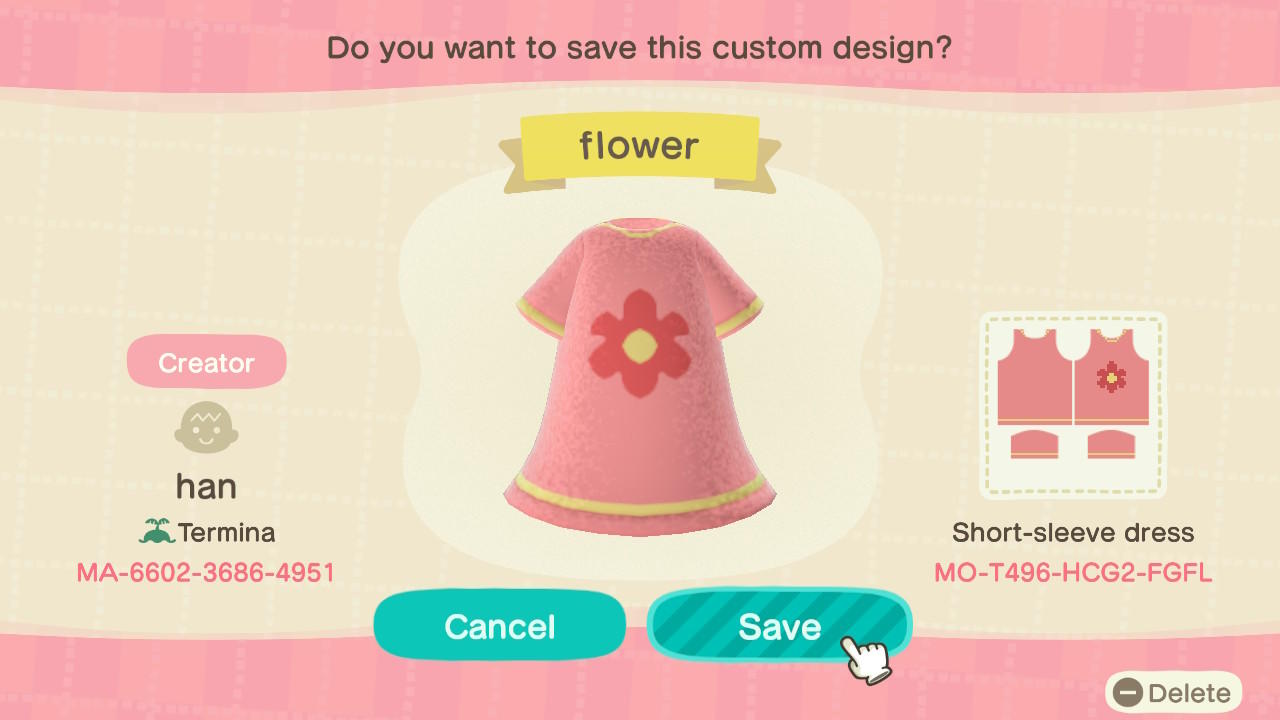 Do you want to save this custom design?
flower
Creator
han
Termina
MA-6602-3686-4951
Short-sleeve dress
MO-T496-HCG2-FGFL
Cancel
Save
Delete